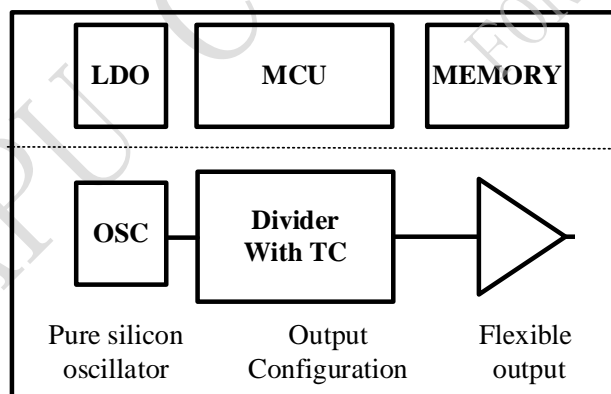 LDO
MCU
MEMORY
OSC
Divider
With TC
Pure silicon
oscillator
Output
Configuration
Flexible
output